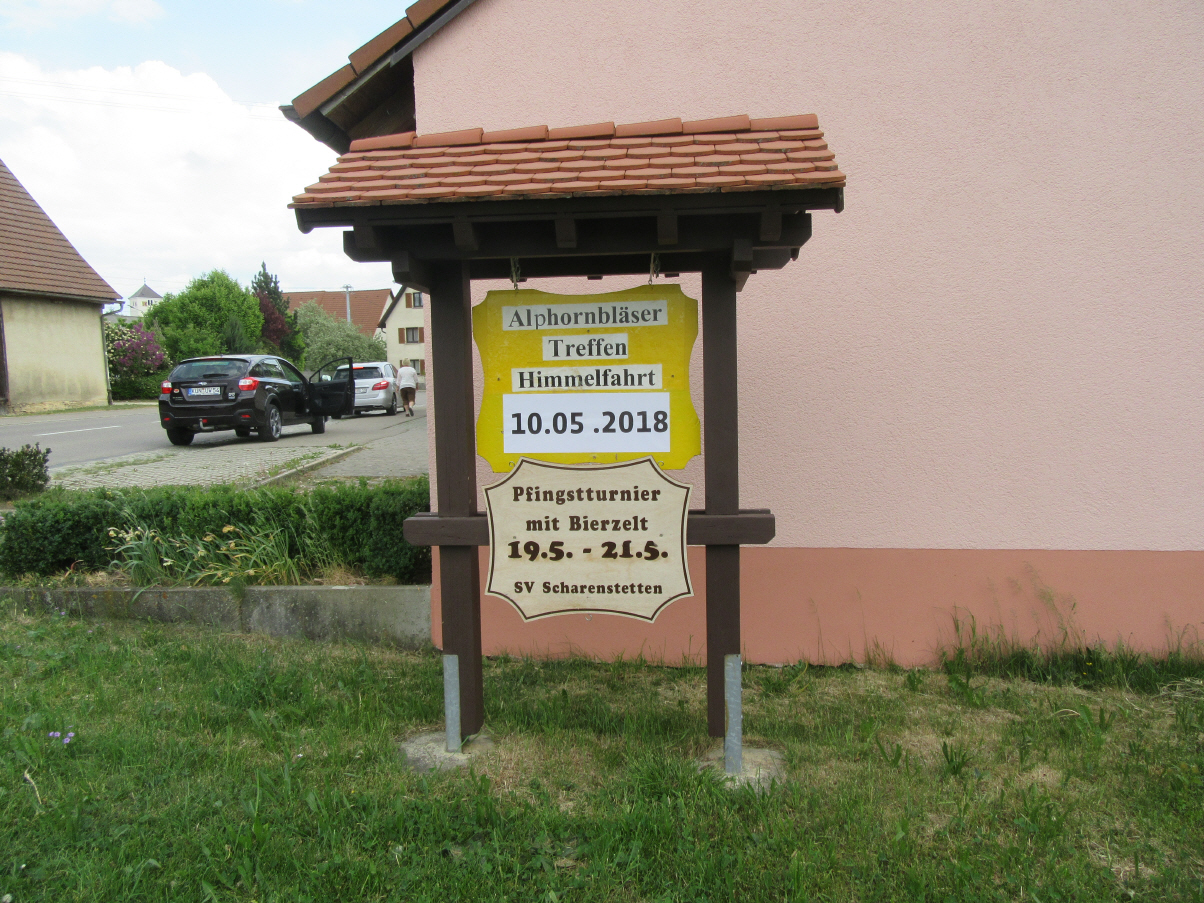 Alphornbläser
Treffen
Himmelfahrt
10.05 .2018
Pfingstturnier
mit Bierzelt
19.5. - 21.5.
SV Scharenstetten